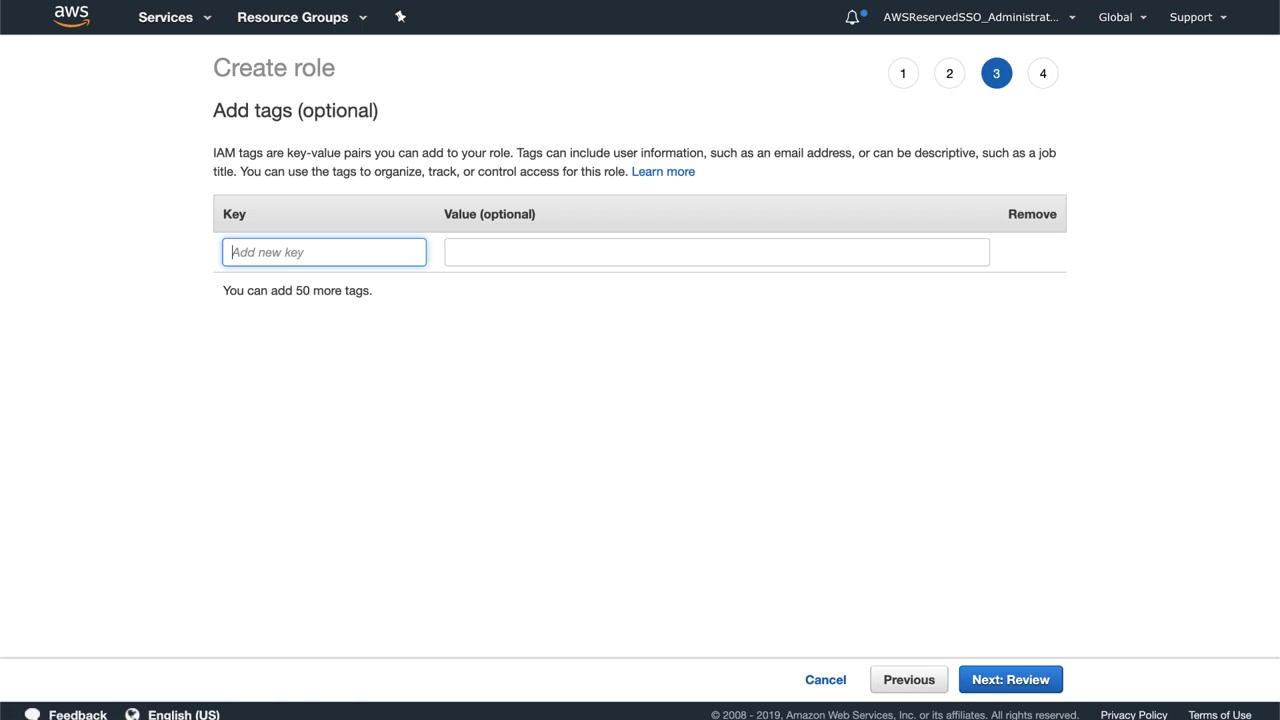 aws Services Resource Groups AWSReservedSSO_Administrat... Global Support
Create role
1 2 3 4
Add tags (optional)
IAM tags are key-value pairs you can add to your role. Tags can include user information, such as an email address, or can be descriptive, such as a job
title. You can use the tags to organize, track, or control access for this role. Learn more
Key Value (optional) Remove
Add new key
You can add 50 more tags.
Cancel Previous Next: Review
Feedback English (US) © 2008 - 2019, Amazon Web Services, Inc. or its affiliates. All rights reserved. Privacy Policy Terms of Use